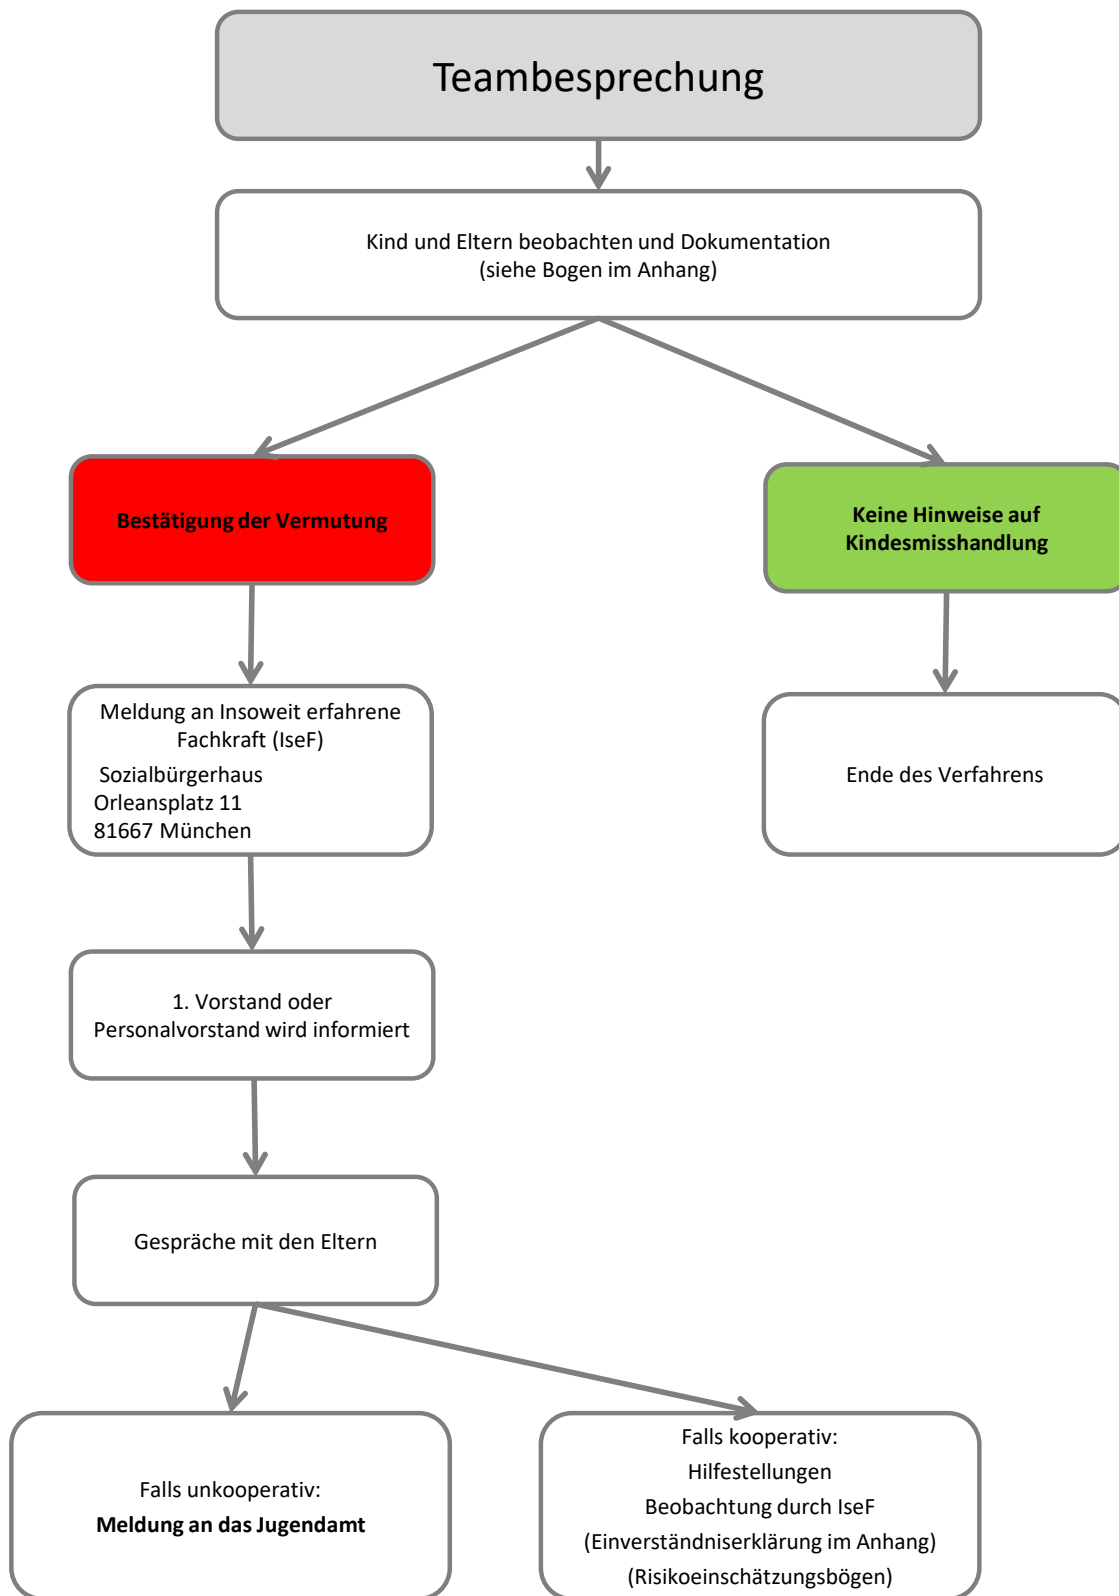 Teambesprechung
Kind und Eltern beobachten und Dokumentation
(siehe Bogen im Anhang)
Bestätigung der Vermutung
Keine Hinweise auf
Kindesmisshandlung
Meldung an Insoweit erfahrene
Fachkraft (IseF)
Sozialbürgerhaus
Orleansplatz 11
81667 München
Ende des Verfahrens
1. Vorstand oder
Personalvorstand wird informiert
Gespräche mit den Eltern
Falls unkooperativ:
Meldung an das Jugendamt
Falls kooperativ:
Hilfestellungen
Beobachtung durch IseF
(Einverständniserklärung im Anhang)
(Risikoeinschätzungsbögen)